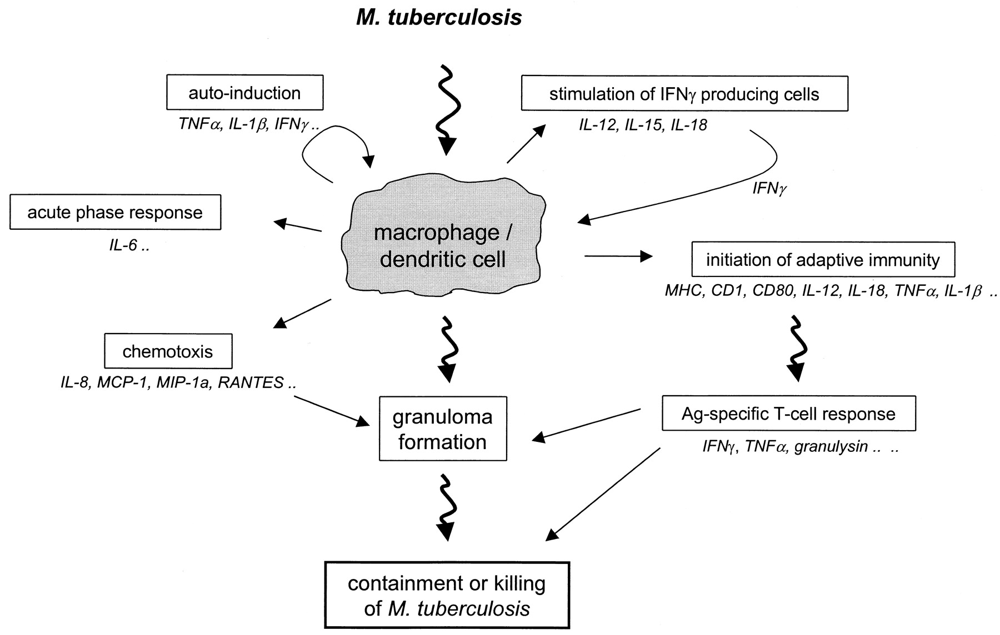 M. tuberculosis
auto-induction
TNFα, IL-1β, IFNγ ..
stimulation of IFNγ producing cells
IL-12, IL-15, IL-18
IFNγ
acute phase response
IL-6 ..
macrophage /
dendritic cell
initiation of adaptive immunity
MHC, CD1, CD80, IL-12, IL-18, TNFα, IL-1β ..
chemotoxis
IL-8, MCP-1, MIP-1a, RANTES ..
granuloma
formation
Ag-specific T-cell response
IFNγ, TNFα, granulysin .. ..
containment or killing
of M. tuberculosis